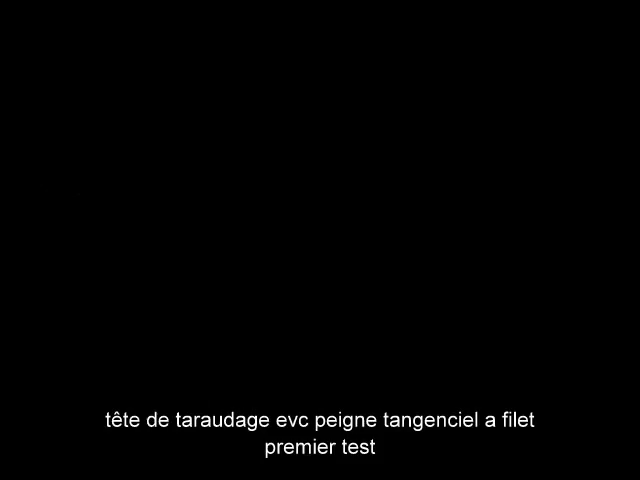 tête de taraudage evc peigne tangenciel a filet
premier test